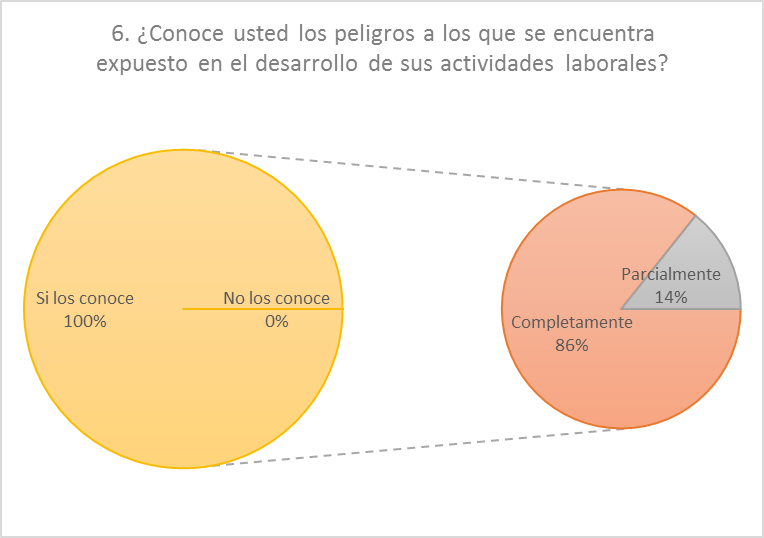 6. ¿Conoce usted los peligros a los que se encuentra
expuesto en el desarrollo de sus actividades laborales?
Si los conoce
100%
No los conoce
0%
Parcialmente
14%
Completamente
86%